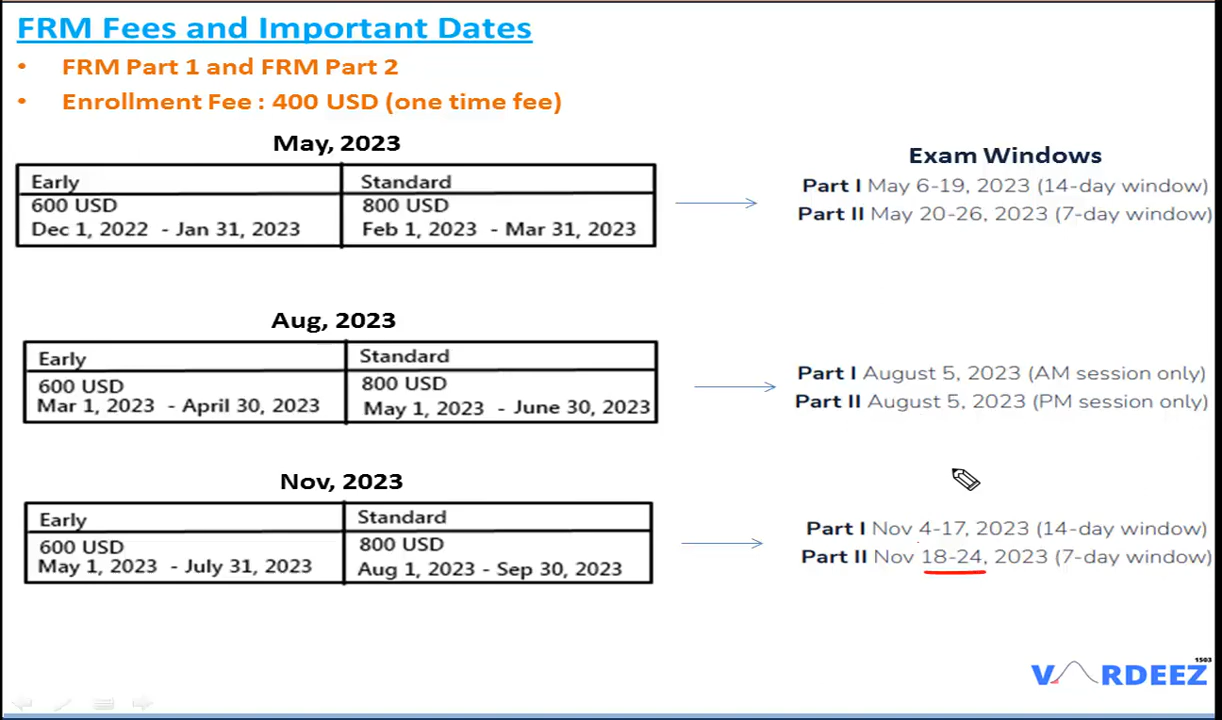 FRM Fees and Important Dates
• FRM Part 1 and FRM Part 2
• Enrollment Fee : 400 USD (one time fee)
May, 2023
Early
Standard
600 USD
800 USD
Dec 1, 2022 - Jan 31, 2023
Feb 1, 2023 - Mar 31, 2023
Exam Windows
Part I May 6-19, 2023 (14-day window)
Part II May 20-26, 2023 (7-day window)
Aug, 2023
Early
Standard
600 USD
800 USD
Mar 1, 2023 - April 30, 2023
May 1, 2023 - June 30, 2023
Part I August 5, 2023 (AM session only)
Part II August 5, 2023 (PM session only)
Nov, 2023
Early
Standard
600 USD
800 USD
May 1, 2023 - July 31, 2023
Aug 1, 2023 - Sep 30, 2023
Part I Nov 4-17, 2023 (14-day window)
Part II Nov 18-24, 2023 (7-day window)
1503
VARDEEZ